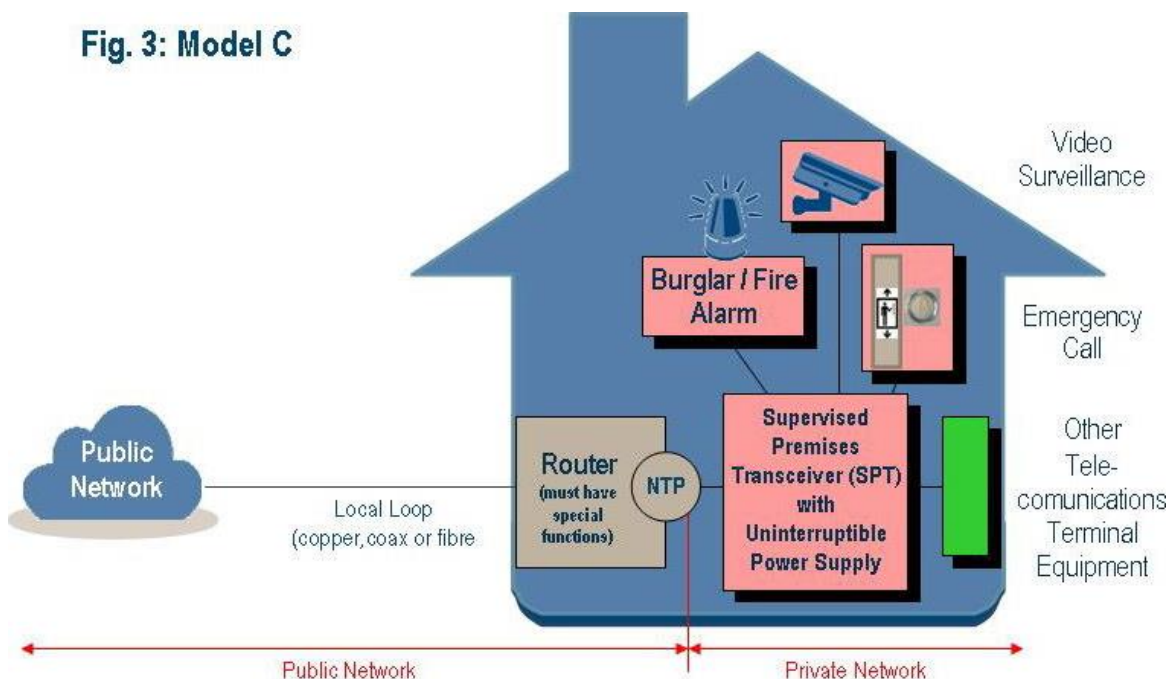 Fig. 3: Model C
Video
Surveillance
Burglar / Fire
Alarm
Emergency
Call
Public
Network
Local Loop
(copper, coax or fibre
Router
(must have
special
functions)
NTP
Supervised
Premises
Transceiver (SPT)
with
Uninterruptible
Power Supply
Other
Tele-
comunications
Terminal
Equipment
Public Network
Private Network